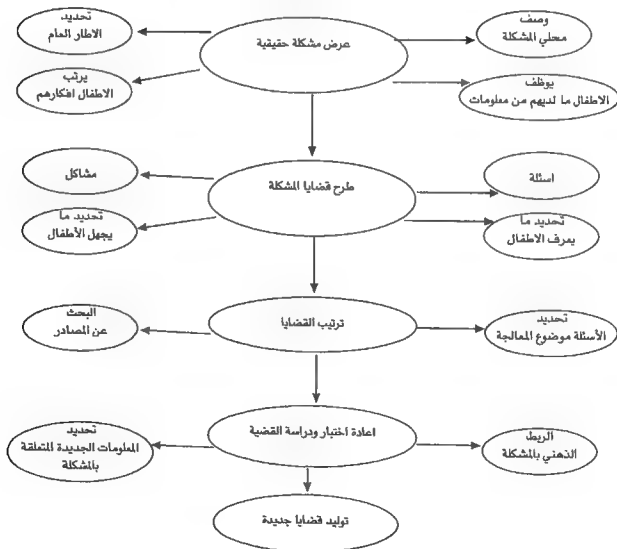 وصف
محلي المشكلة
عرض مشكلة حقيقية
تحديد
الاطار العام
يوظف
الاطفال ما لديهم من معلومات
يرتب
الاطفال افكارهم
اسئلة
طرح قضايا المشكلة
مشاكل
تحديد ما
يعرف الاطفال
تحديد ما
يجهل الأطفال
تحديد
الأسئلة موضوع المعالجة
ترتيب القضايا
البحث
عن المصادر
الربط
الذهني بالمشكلة
اعادة اختبار ودراسة القضية
تحديد
المعلومات الجديدة المتعلقة
بالمشكلة
توليد قضايا جديدة